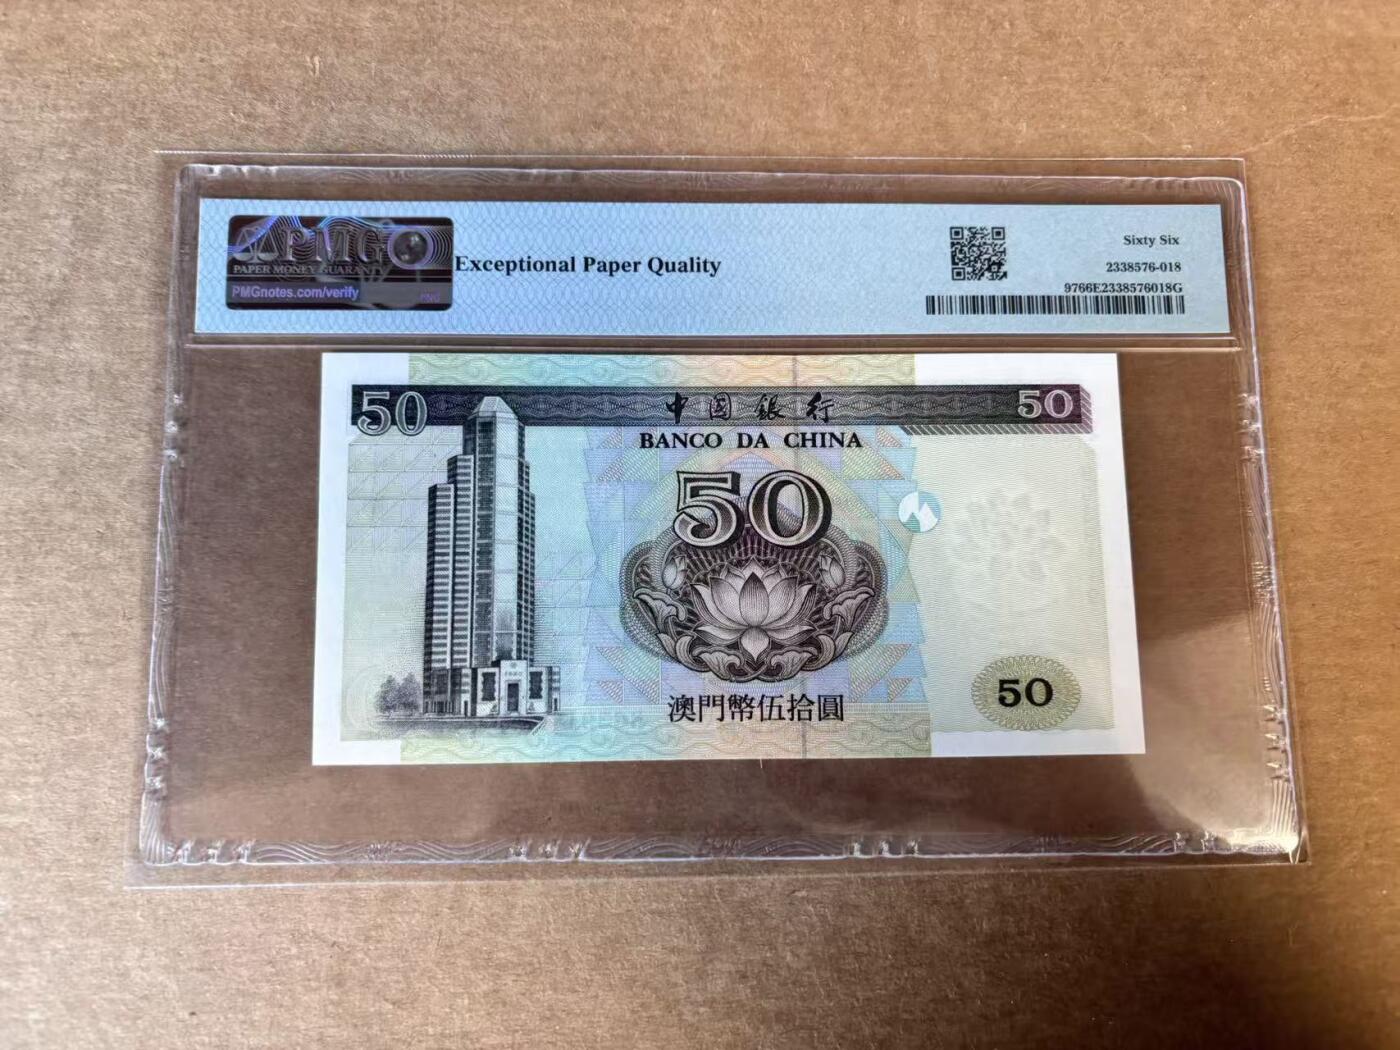 PMG
PAPER MONEY GUARANTY
PMGnotes.com/verify
Exceptional Paper Quality
Sixty Six
2338576-018
9766E2338576018G
50
中國銀行
50
BANCO DA CHINA
50
澳門幣伍拾圓
50